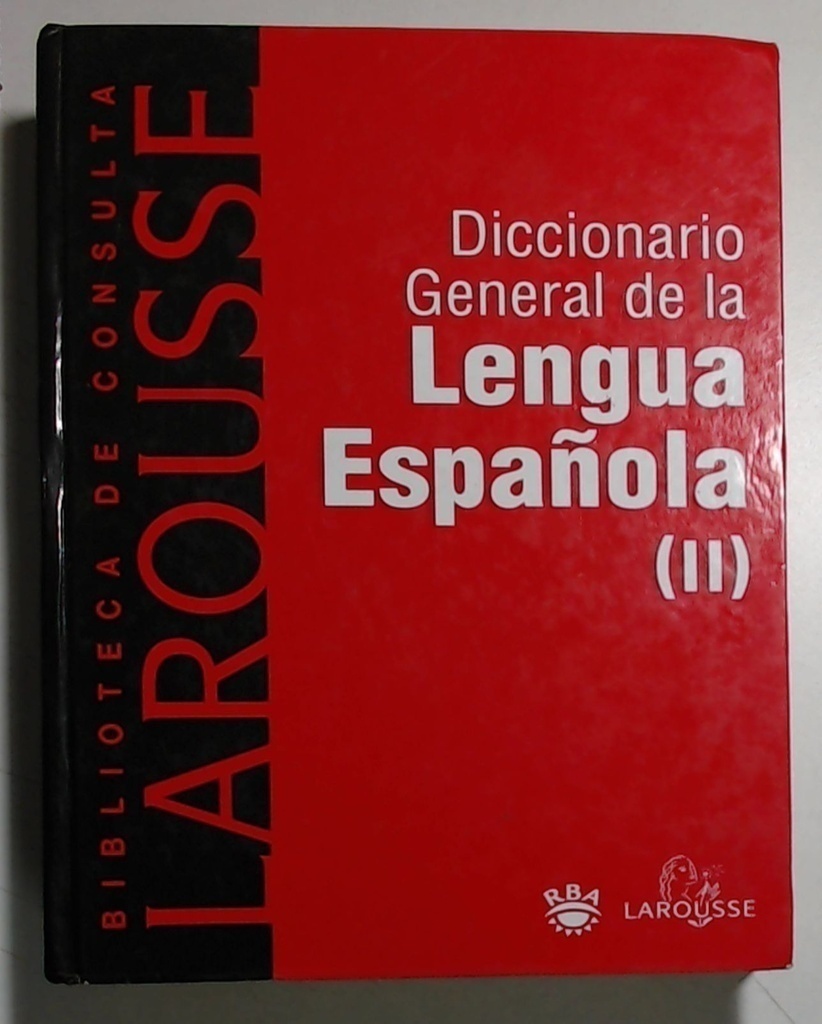 BIBLIOTECA DE CONSULTA
LAROUSSE
Diccionario
General de la
Lengua
Española
(II)
RBA
LAROUSSE